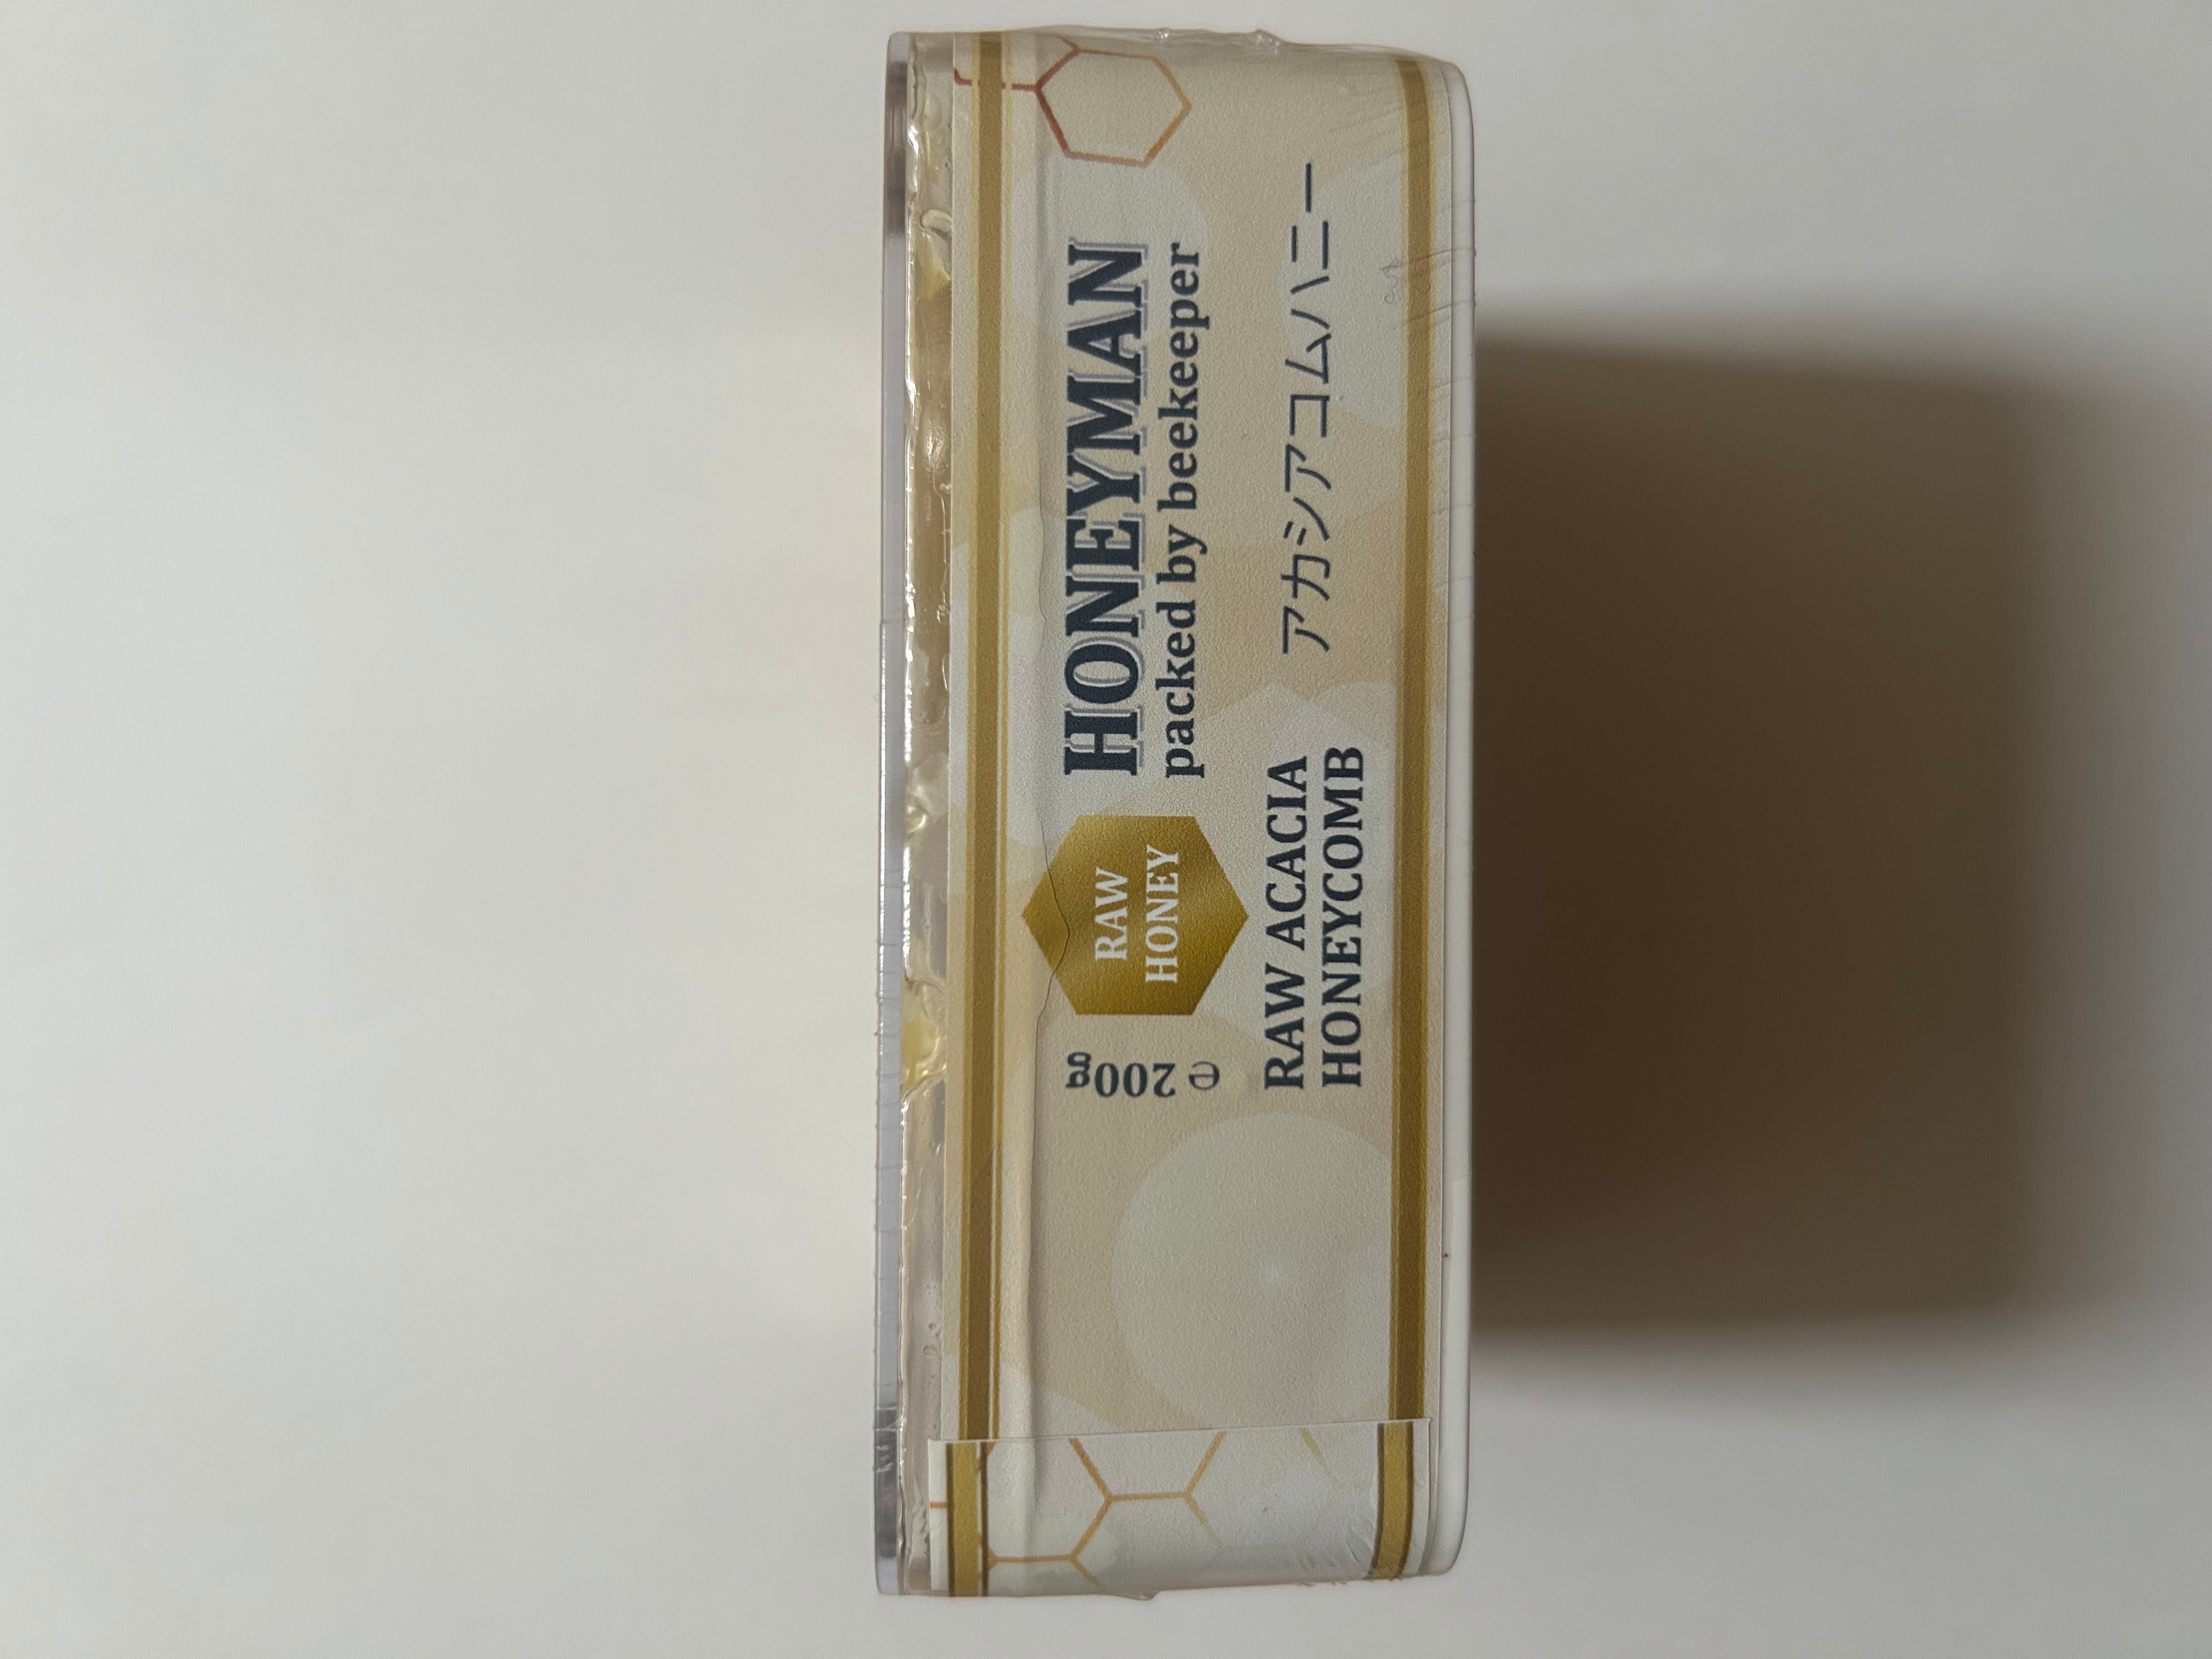 HONEYMAN
packed by beekeeper
RAW
HONEY
℮ 200g
RAW ACACIA
HONEYCOMB
アカシアコムハニー